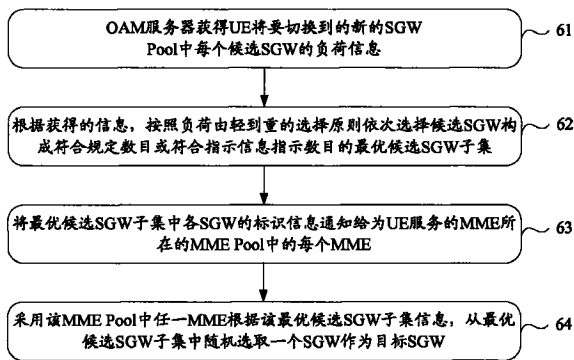 OAM服务器获得UE将要切换到的新的SGW
Pool中每个候选SGW的负荷信息
61
根据获得的信息，按照负荷由轻到重的选择原则依次选择候选SGW构
成符合规定数目或符合指示信息指示数目的最优候选SGW子集
62
将最优候选SGW子集中各SGW的标识信息通知给为UE服务的MME所
在的MME Pool中的每个MME
63
采用该MME Pool中任一MME根据该最优候选SGW子集信息，从最优
候选SGW子集中随机选取一个SGW作为目标SGW
64